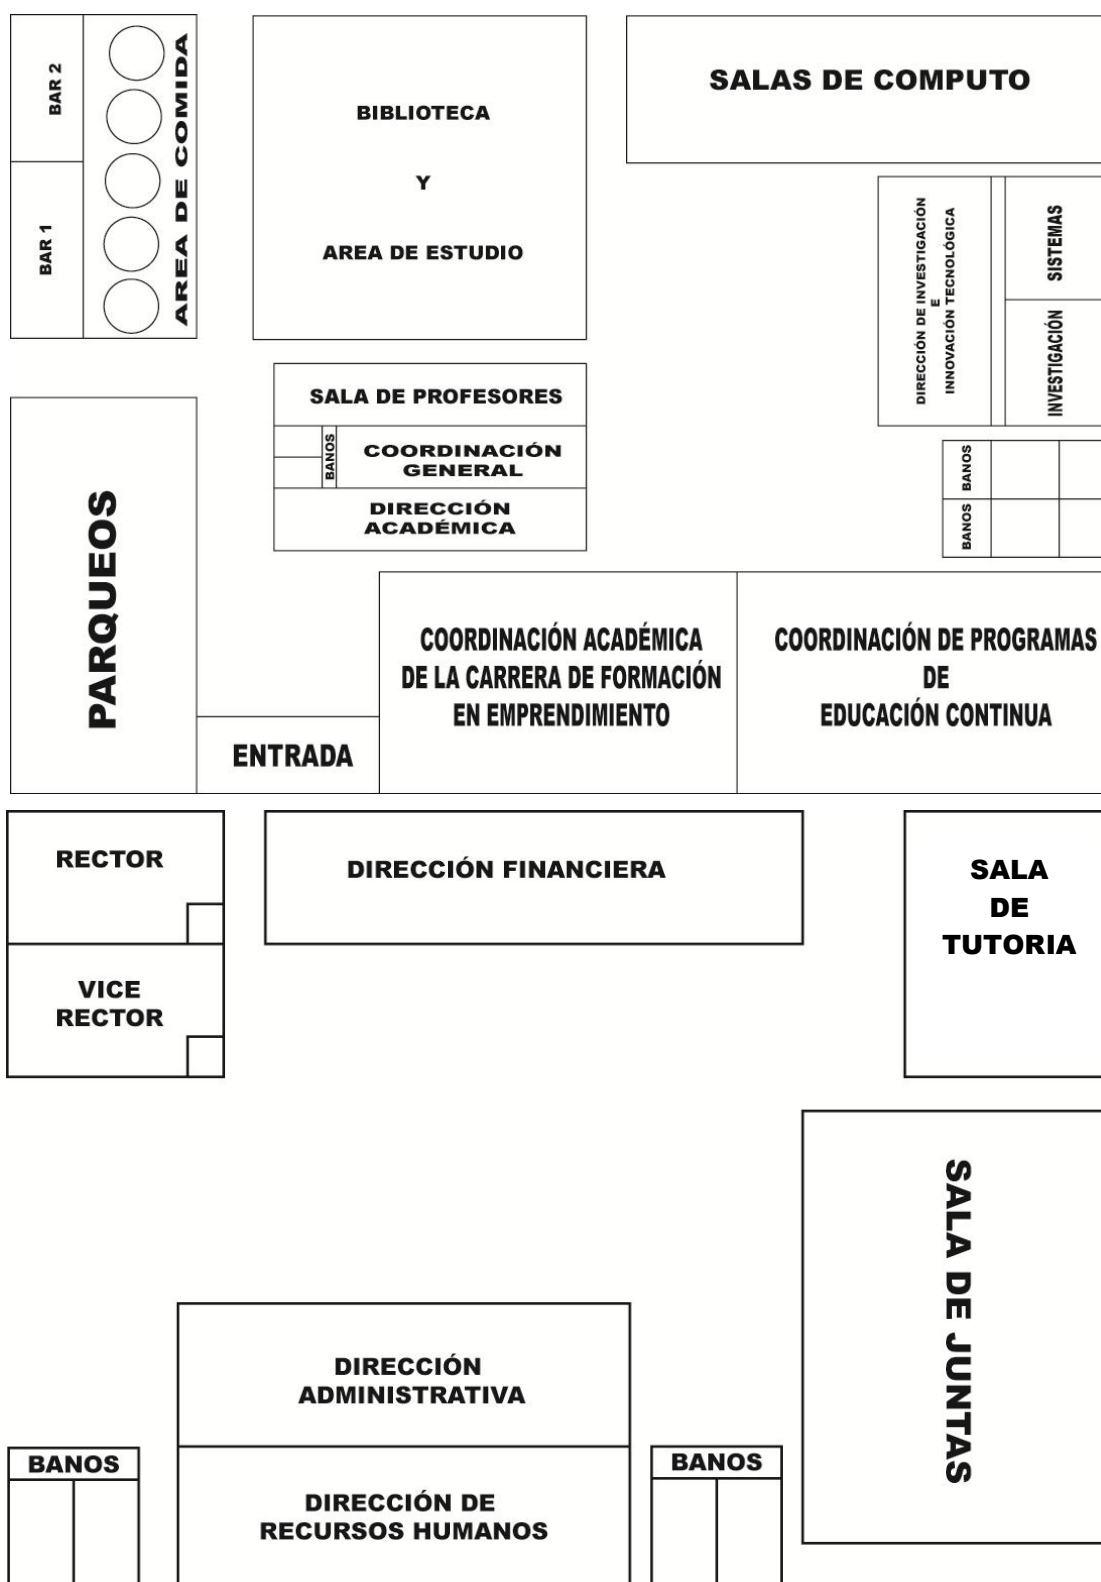 BAR 2
BAR 1
AREA DE COMIDA
BIBLIOTECA
Y
AREA DE ESTUDIO
SALAS DE COMPUTO
DIRECCIÓN DE INVESTIGACIÓN
E
INNOVACIÓN TECNOLÓGICA
SISTEMAS
INVESTIGACIÓN
SALA DE PROFESORES
BANOS
COORDINACIÓN
GENERAL
DIRECCIÓN
ACADÉMICA
BANOS
BANOS
PARQUEOS
ENTRADA
COORDINACIÓN ACADÉMICA
DE LA CARRERA DE FORMACIÓN
EN EMPRENDIMIENTO
COORDINACIÓN DE PROGRAMAS
DE
EDUCACIÓN CONTINUA
RECTOR
VICE
RECTOR
DIRECCIÓN FINANCIERA
SALA
DE
TUTORIA
SALA DE JUNTAS
DIRECCIÓN
ADMINISTRATIVA
BANOS
DIRECCIÓN DE
RECURSOS HUMANOS
BANOS